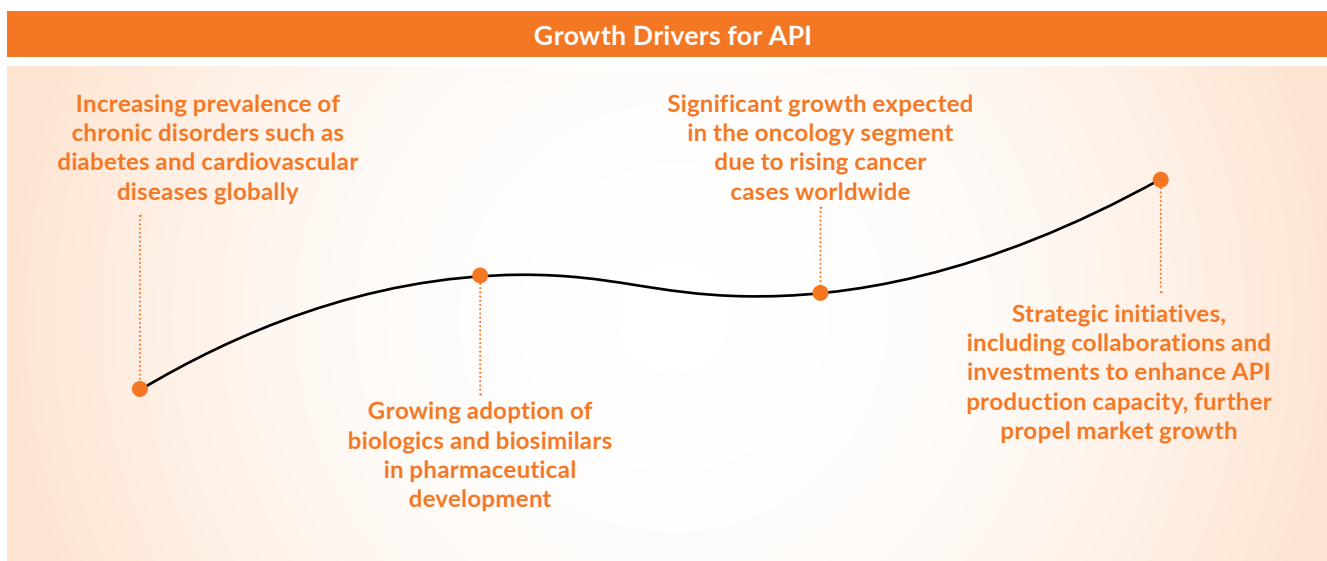 Growth Drivers for API
Increasing prevalence of
chronic disorders such as
diabetes and cardiovascular
diseases globally
Growing adoption of
biologics and biosimilars
in pharmaceutical
development
Significant growth expected
in the oncology segment
due to rising cancer
cases worldwide
Strategic initiatives,
including collaborations and
investments to enhance API
production capacity, further
propel market growth